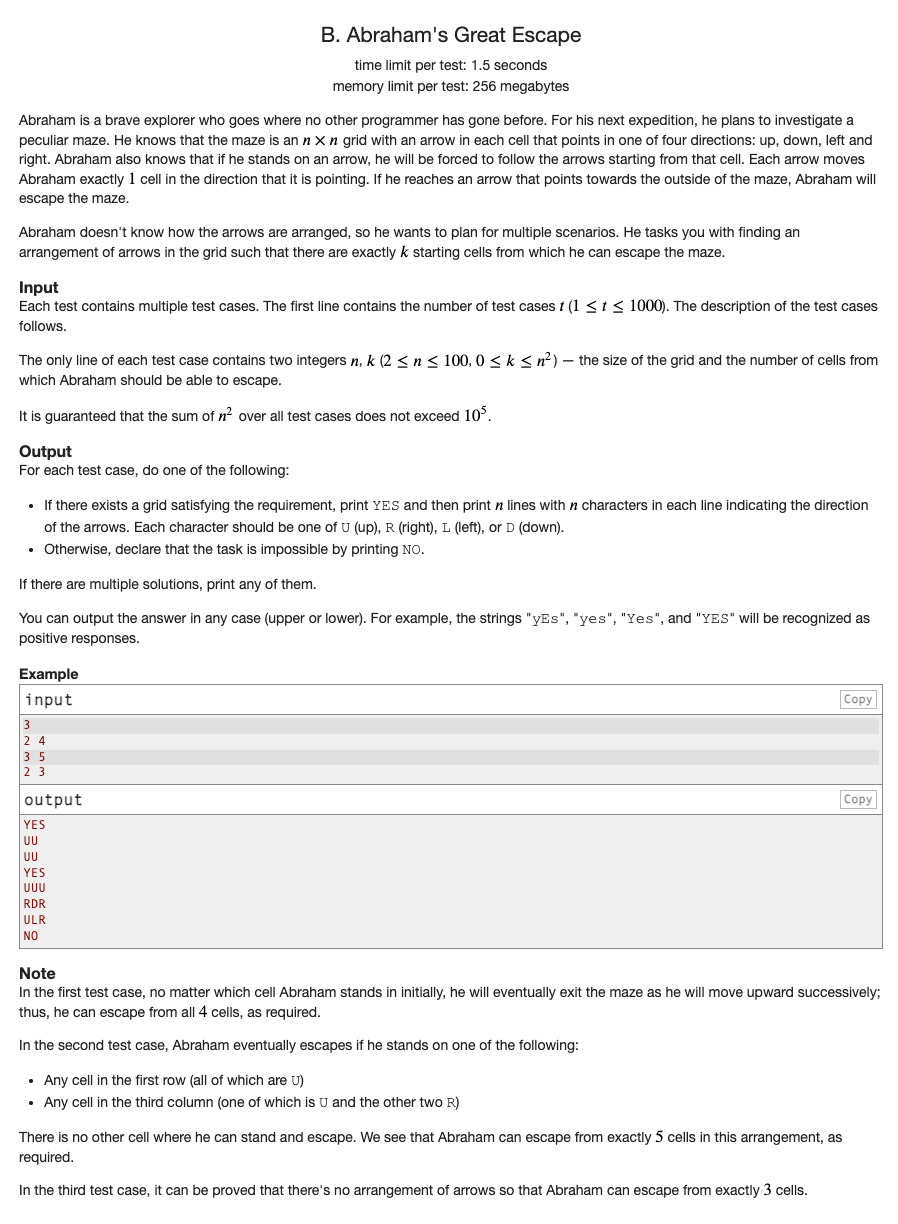 B. Abraham's Great Escape
time limit per test: 1.5 seconds
memory limit per test: 256 megabytes
Abraham is a brave explorer who goes where no other programmer has gone before. For his next expedition, he plans to investigate a
peculiar maze. He knows that the maze is an n × n grid with an arrow in each cell that points in one of four directions: up, down, left and
right. Abraham also knows that if he stands on an arrow, he will be forced to follow the arrows starting from that cell. Each arrow moves
Abraham exactly 1 cell in the direction that it is pointing. If he reaches an arrow that points towards the outside of the maze, Abraham will
escape the maze.
Abraham doesn't know how the arrows are arranged, so he wants to plan for multiple scenarios. He tasks you with finding an
arrangement of arrows in the grid such that there are exactly k starting cells from which he can escape the maze.
Input
Each test contains multiple test cases. The first line contains the number of test cases t (1 ≤ t ≤ 1000). The description of the test cases
follows.
The only line of each test case contains two integers n, k (2 ≤ n ≤ 100, 0 ≤ k ≤ n²) — the size of the grid and the number of cells from
which Abraham should be able to escape.
It is guaranteed that the sum of n² over all test cases does not exceed 10⁵.
Output
For each test case, do one of the following:
• If there exists a grid satisfying the requirement, print YES and then print n lines with n characters in each line indicating the direction
of the arrows. Each character should be one of U (up), R (right), L (left), or D (down).
• Otherwise, declare that the task is impossible by printing NO.
If there are multiple solutions, print any of them.
You can output the answer in any case (upper or lower). For example, the strings "yEs", "yes", "Yes", and "YES" will be recognized as
positive responses.
Example
input Copy
3
2 4
3 5
2 3
output Copy
YES
UU
UU
YES
UUU
RDR
ULR
NO
Note
In the first test case, no matter which cell Abraham stands in initially, he will eventually exit the maze as he will move upward successively;
thus, he can escape from all 4 cells, as required.
In the second test case, Abraham eventually escapes if he stands on one of the following:
• Any cell in the first row (all of which are U)
• Any cell in the third column (one of which is U and the other two R)
There is no other cell where he can stand and escape. We see that Abraham can escape from exactly 5 cells in this arrangement, as
required.
In the third test case, it can be proved that there's no arrangement of arrows so that Abraham can escape from exactly 3 cells.